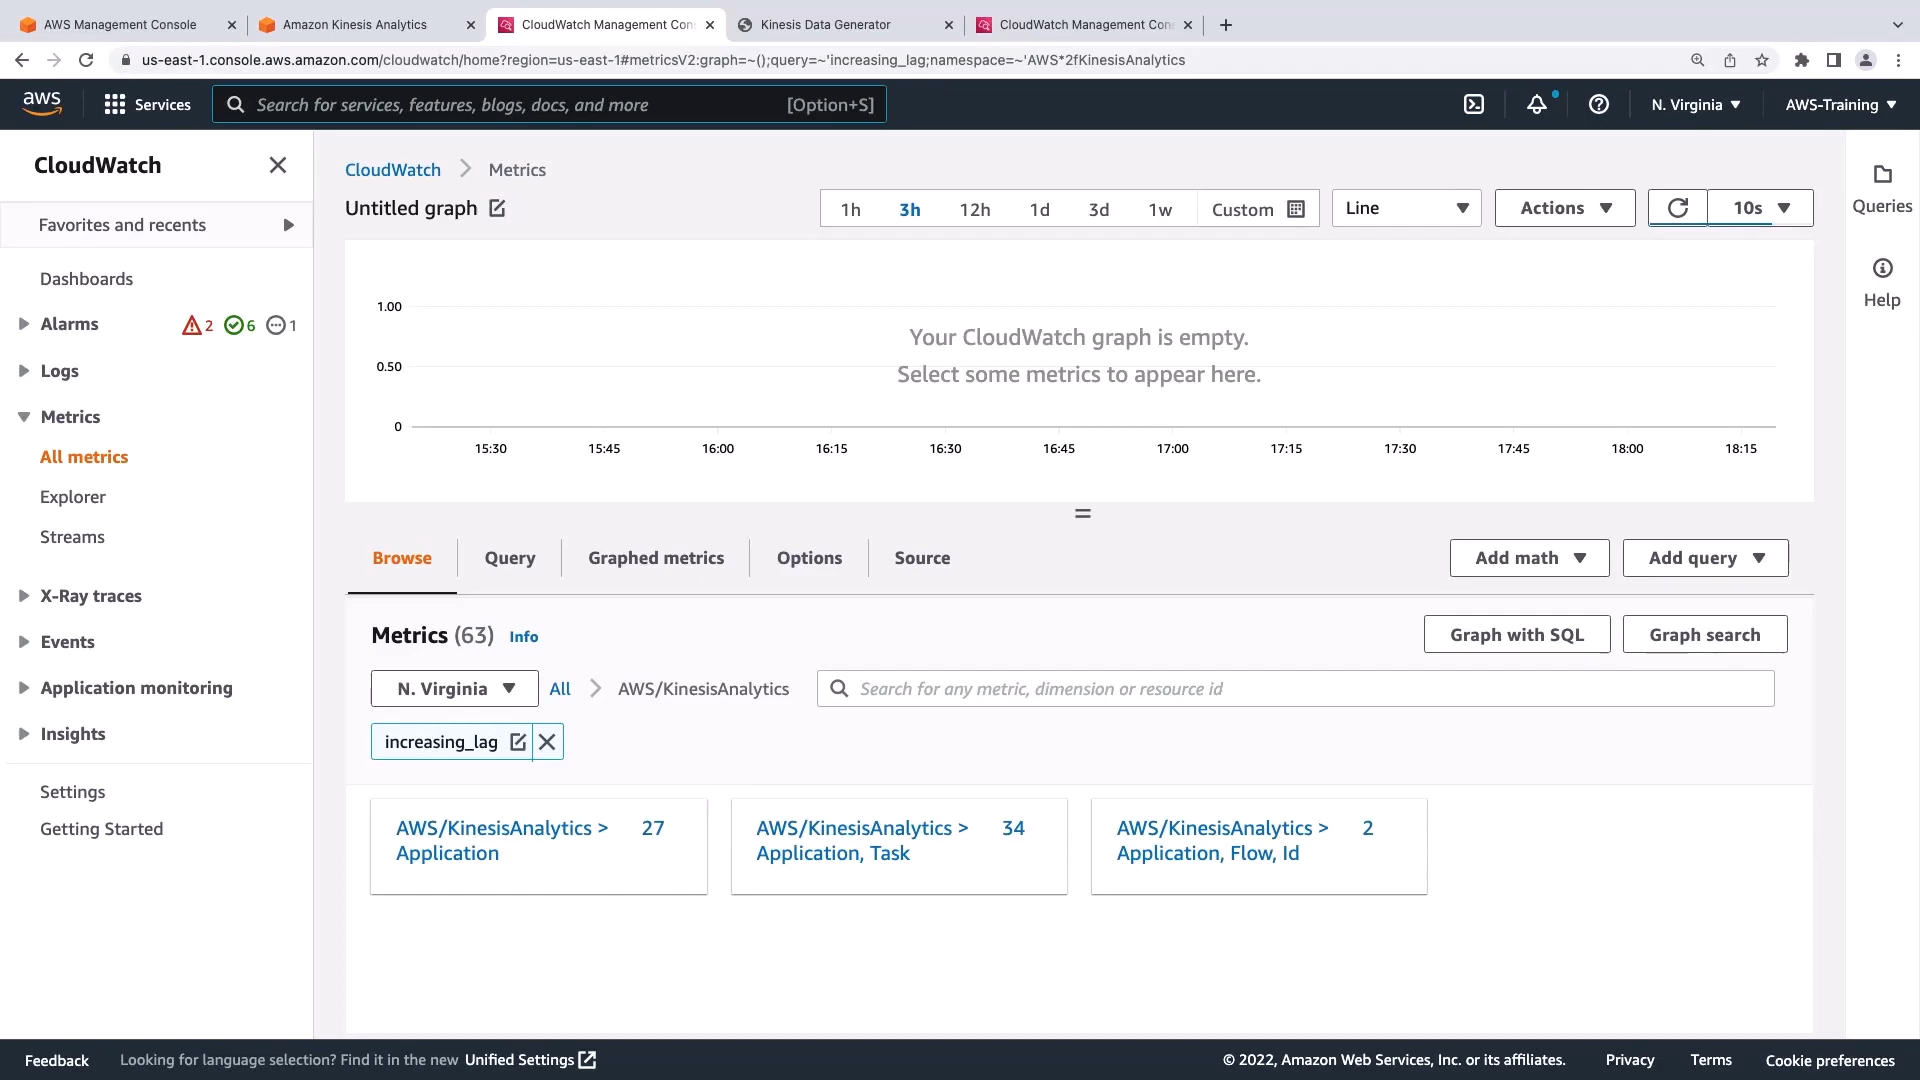 AWS Management Console
Amazon Kinesis Analytics
CloudWatch Management Con
Kinesis Data Generator
CloudWatch Management Cons
us-east-1.console.aws.amazon.com/cloudwatch/home?region=us-east-1#metricsV2:graph=~();query=~'increasing_lag;namespace=~'AWS*2fKinesisAnalytics
aws
Services
Search for services, features, blogs, docs, and more
[Option+S]
N. Virginia
AWS-Training
CloudWatch
Favorites and recents
Dashboards
Alarms
2
6
1
Logs
Metrics
All metrics
Explorer
Streams
X-Ray traces
Events
Application monitoring
Insights
Settings
Getting Started
CloudWatch
Metrics
Untitled graph
1h
3h
12h
1d
3d
1w
Custom
Line
Actions
10s
Queries
Help
1.00
0.50
0
Your CloudWatch graph is empty.
Select some metrics to appear here.
15:30
15:45
16:00
16:15
16:30
16:45
17:00
17:15
17:30
17:45
18:00
18:15
Browse
Query
Graphed metrics
Options
Source
Add math
Add query
Metrics (63)
Info
Graph with SQL
Graph search
N. Virginia
All
AWS/KinesisAnalytics
Search for any metric, dimension or resource id
increasing_lag
AWS/KinesisAnalytics > 27
Application
AWS/KinesisAnalytics > 34
Application, Task
AWS/KinesisAnalytics > 2
Application, Flow, Id
Feedback
Looking for language selection? Find it in the new Unified Settings
© 2022, Amazon Web Services, Inc. or its affiliates.
Privacy
Terms
Cookie preferences